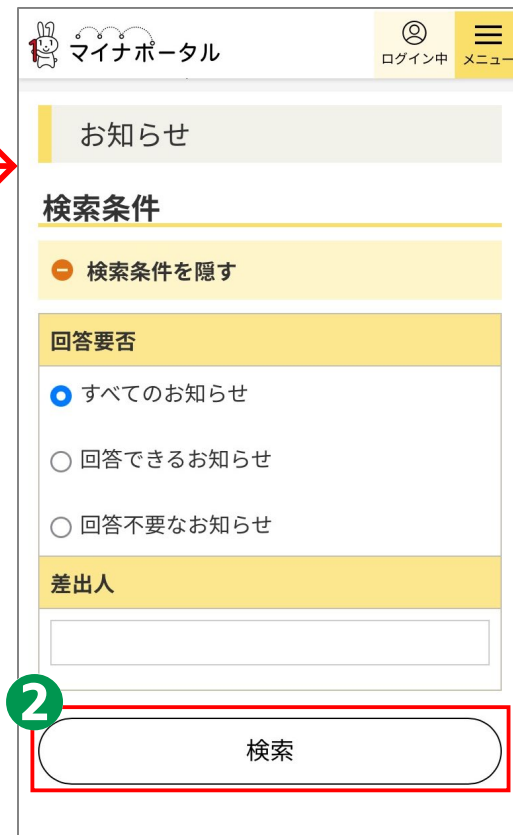 マイナポータル
ログイン中
メニュー
お知らせ
検索条件
検索条件を隠す
回答要否
すべてのお知らせ
回答できるお知らせ
回答不要なお知らせ
差出人
2
検索